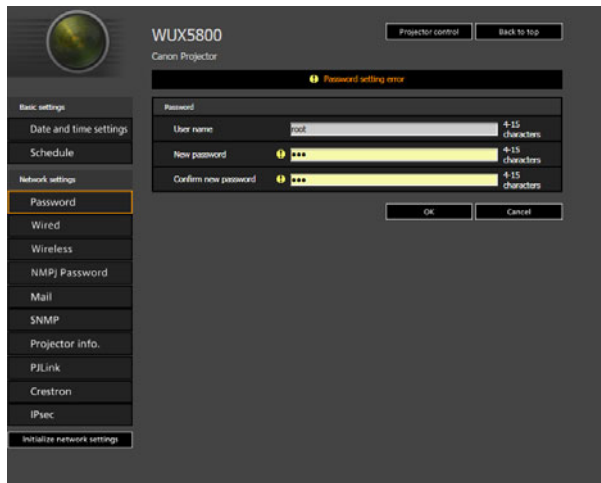 WUX5800
Projector control
Back to top
Canon Projector
Password setting error
Basic settings
Date and time settings
Schedule
Network settings
Password
Wired
Wireless
NMPJ Password
Mail
SNMP
Projector info.
PJLink
Crestron
IPsec
Initialize network settings
Password
User name
root
4-15
characters
New password
•••
4-15
characters
Confirm new password
•••
4-15
characters
OK
Cancel